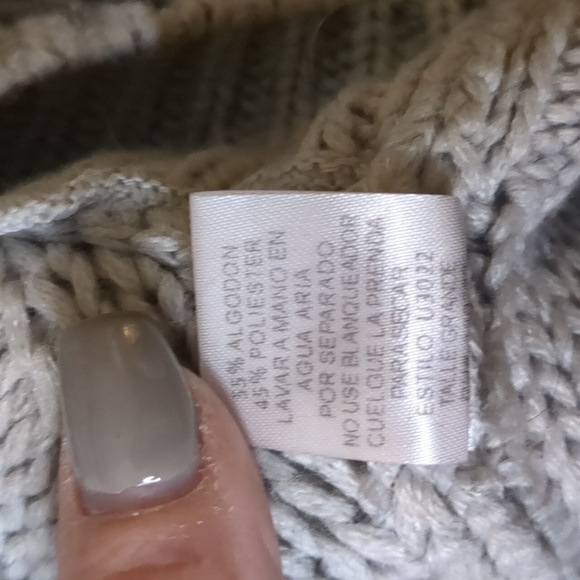 55% ALGODON
45% POLIESTER
LAVAR A MANO EN
AGUA ARIA
POR SEPARADO
NO USE BLANQUEADOR
CUELGUE LA PRENDA
PARA SECAR
ESTILO U3022
TALLE GRANDE